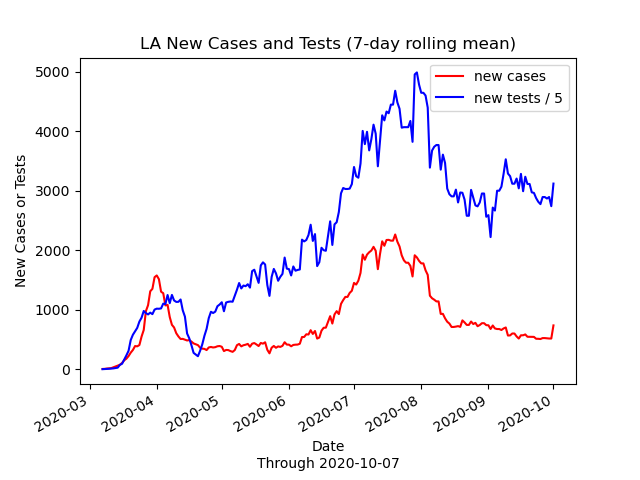 LA New Cases and Tests (7-day rolling mean)
new cases
new tests / 5
New Cases or Tests
5000
4000
3000
2000
1000
0
2020-03
2020-04
2020-05
2020-06
2020-07
2020-08
2020-09
2020-10
Date
Through 2020-10-07